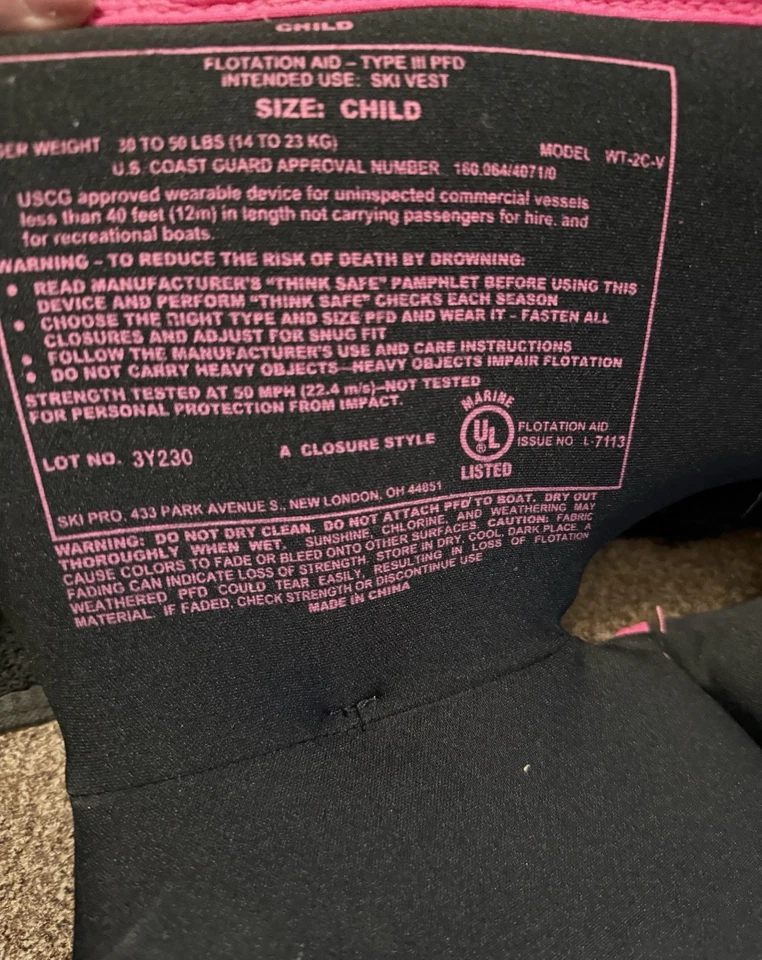 CHILD
FLOTATION AID – TYPE III PFD
INTENDED USE: SKI VEST
SIZE: CHILD
SER WEIGHT 30 TO 50 LBS (14 TO 23 KG)
MODEL WT-2C-V
U.S. COAST GUARD APPROVAL NUMBER 160.064/4071/0
USCG approved wearable device for uninspected commercial vessels
less than 40 feet (12m) in length not carrying passengers for hire, and
for recreational boats.
WARNING – TO REDUCE THE RISK OF DEATH BY DROWNING:
• READ MANUFACTURER'S "THINK SAFE" PAMPHLET BEFORE USING THIS
DEVICE AND PERFORM "THINK SAFE" CHECKS EACH SEASON
• CHOOSE THE RIGHT TYPE AND SIZE PFD AND WEAR IT – FASTEN ALL
CLOSURES AND ADJUST FOR SNUG FIT
• FOLLOW THE MANUFACTURER'S USE AND CARE INSTRUCTIONS
• DO NOT CARRY HEAVY OBJECTS—HEAVY OBJECTS IMPAIR FLOTATION
STRENGTH TESTED AT 50 MPH (22.4 m/s)—NOT TESTED
FOR PERSONAL PROTECTION FROM IMPACT.
LOT NO. 3Y230
A CLOSURE STYLE
MARINE
UL
®
LISTED
FLOTATION AID
ISSUE NO L-7113
SKI PRO, 433 PARK AVENUE S., NEW LONDON, OH 44851
WARNING: DO NOT DRY CLEAN. DO NOT ATTACH PFD TO BOAT. DRY OUT
THOROUGHLY WHEN WET. SUNSHINE, CHLORINE, AND WEATHERING MAY
CAUSE COLORS TO FADE OR BLEED ONTO OTHER SURFACES. CAUTION: FABRIC
FADING CAN INDICATE LOSS OF STRENGTH. STORE IN DRY, COOL, DARK PLACE. A
WEATHERED PFD COULD TEAR EASILY, RESULTING IN LOSS OF FLOTATION
MATERIAL. IF FADED, CHECK STRENGTH OR DISCONTINUE USE
MADE IN CHINA